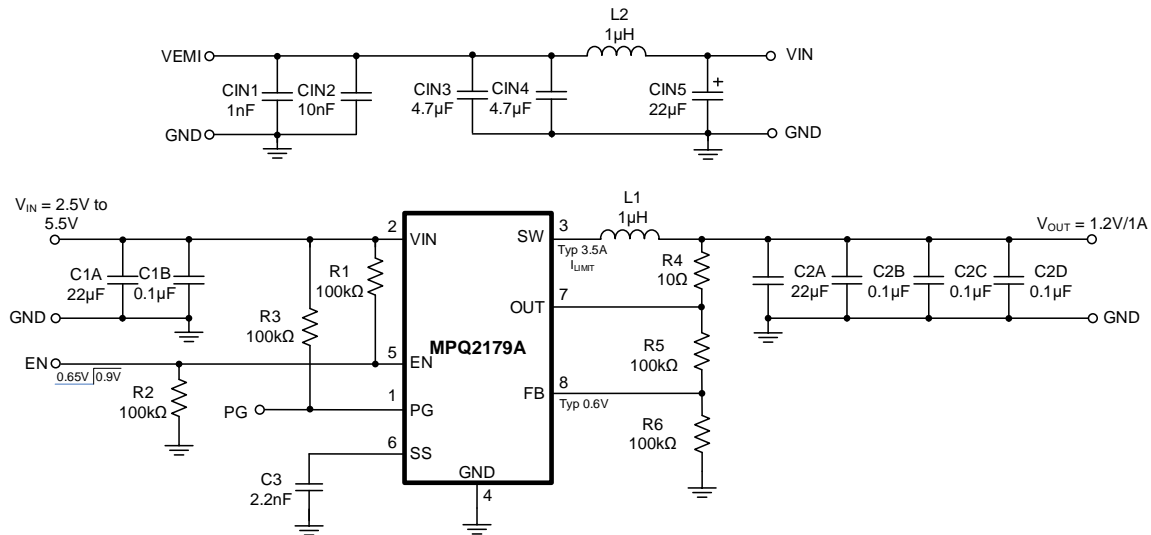 L2
1µH
VEMI
VIN
CIN1
1nF
CIN2
10nF
CIN3
4.7µF
CIN4
4.7µF
CIN5
22µF
+
GND
GND
VIN = 2.5V to
5.5V
L1
1µH
VOUT = 1.2V/1A
2
VIN
SW
3
Typ 3.5A
ILIMIT
C1A
22µF
C1B
0.1µF
R1
100kΩ
R4
10Ω
C2A
22µF
C2B
0.1µF
C2C
0.1µF
C2D
0.1µF
GND
R3
100kΩ
OUT
7
GND
MPQ2179A
R5
100kΩ
EN
0.65V 0.9V
5
EN
R2
100kΩ
FB
8
Typ 0.6V
PG
1
PG
R6
100kΩ
6
SS
C3
2.2nF
GND
4